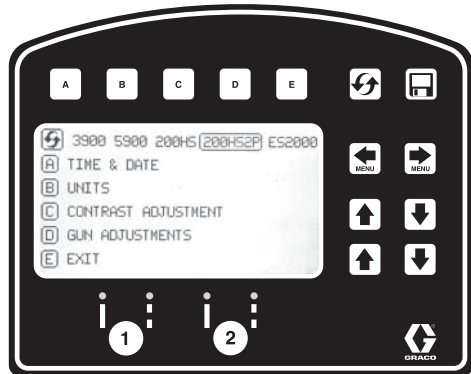 A B C D E
3900 5900 200HS 200HS2P ES2000
A TIME & DATE
B UNITS
C CONTRAST ADJUSTMENT
D GUN ADJUSTMENTS
E EXIT
MENU MENU
1 2
GRACO